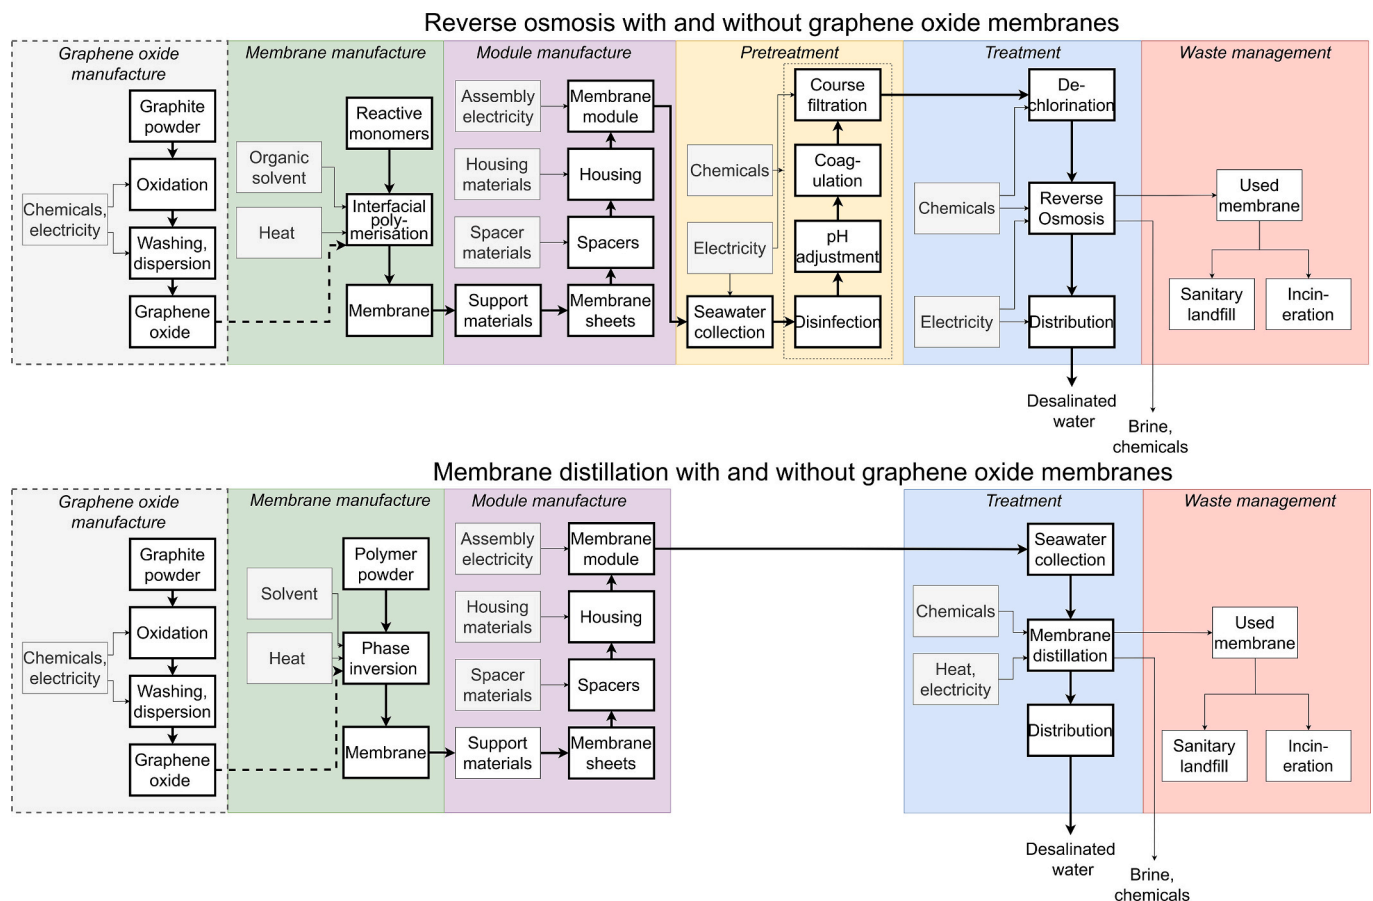 Reverse osmosis with and without graphene oxide membranes
Graphene oxide
manufacture
Graphite
powder
Oxidation
Chemicals,
electricity
Washing,
dispersion
Graphene
oxide
Membrane manufacture
Reactive
monomers
Organic
solvent
Heat
Interfacial
poly-
merisation
Membrane
Module manufacture
Assembly
electricity
Membrane
module
Housing
materials
Housing
Spacer
materials
Spacers
Support
materials
Membrane
sheets
Pretreatment
Course
filtration
Chemicals
Coag-
ulation
Electricity
pH
adjustment
Seawater
collection
Disinfection
Treatment
De-
chlorination
Chemicals
Reverse
Osmosis
Electricity
Distribution
Desalinated
water
Brine,
chemicals
Waste management
Used
membrane
Sanitary
landfill
Incin-
eration
Membrane distillation with and without graphene oxide membranes
Graphene oxide
manufacture
Graphite
powder
Oxidation
Chemicals,
electricity
Washing,
dispersion
Graphene
oxide
Membrane manufacture
Polymer
powder
Solvent
Heat
Phase
inversion
Membrane
Module manufacture
Assembly
electricity
Membrane
module
Housing
materials
Housing
Spacer
materials
Spacers
Support
materials
Membrane
sheets
Treatment
Seawater
collection
Chemicals
Membrane
distillation
Heat,
electricity
Distribution
Desalinated
water
Brine,
chemicals
Waste management
Used
membrane
Sanitary
landfill
Incin-
eration